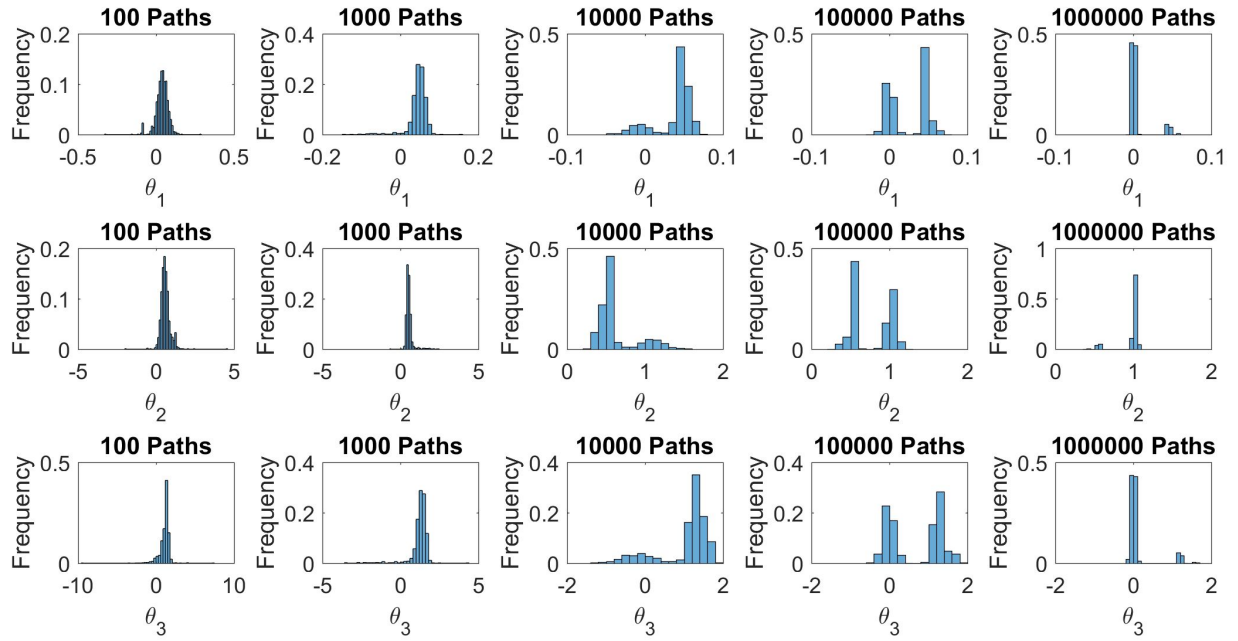 100 Paths 1000 Paths 10000 Paths 100000 Paths 1000000 Paths
0.2 0.4 0.5 0.5 0.5
Frequency Frequency Frequency Frequency Frequency
0.1 0.2
0 0 0 0 0
-0.5 0 0.5 -0.2 0 0.2 -0.1 0 0.1 -0.1 0 0.1 -0.1 0 0.1
θ1 θ1 θ1 θ1 θ1
100 Paths 1000 Paths 10000 Paths 100000 Paths 1000000 Paths
0.2 0.4 0.5 0.5 1
Frequency Frequency Frequency Frequency Frequency
0.1 0.2 0.5
0 0 0 0 0
-5 0 5 -5 0 5 0 1 2 0 1 2 0 1 2
θ2 θ2 θ2 θ2 θ2
100 Paths 1000 Paths 10000 Paths 100000 Paths 1000000 Paths
0.5 0.4 0.4 0.4 0.5
Frequency Frequency Frequency Frequency Frequency
0.2 0.2 0.2
0 0 0 0 0
-10 0 10 -5 0 5 -2 0 2 -2 0 2 -2 0 2
θ3 θ3 θ3 θ3 θ3